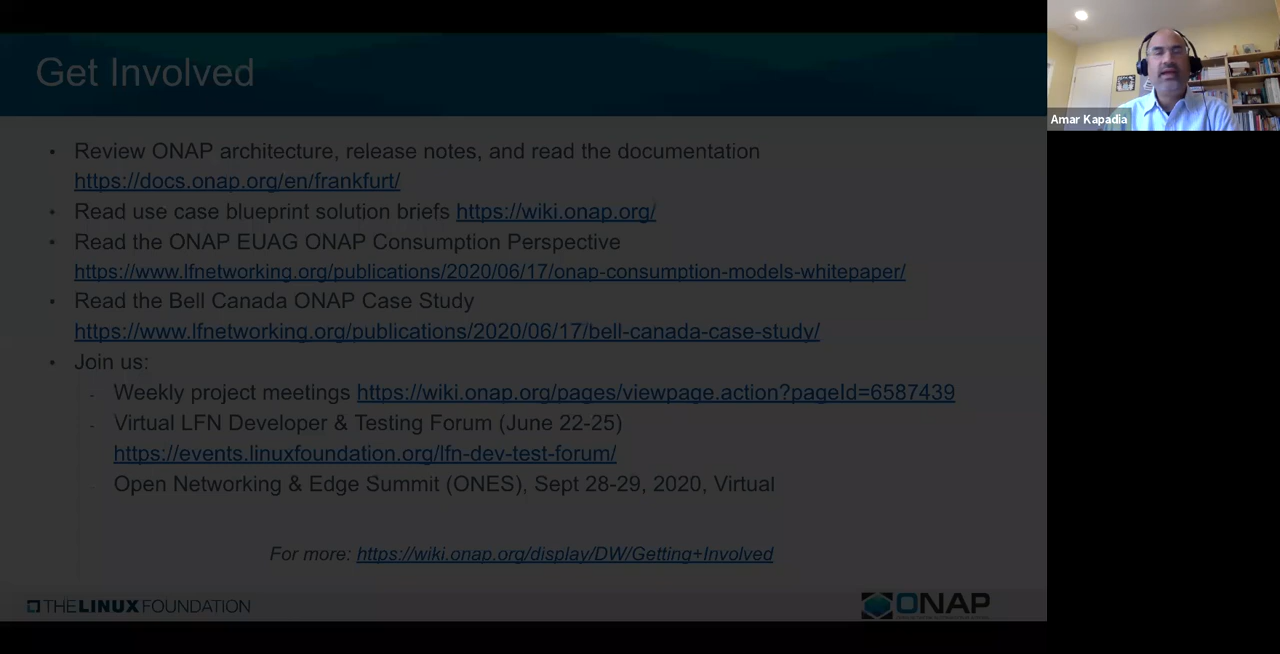 Get Involved
Amar Kapadia
• Review ONAP architecture, release notes, and read the documentation
https://docs.onap.org/en/frankfurt/
• Read use case blueprint solution briefs https://wiki.onap.org/
• Read the ONAP EUAG ONAP Consumption Perspective
https://www.lfnetworking.org/publications/2020/06/17/onap-consumption-models-whitepaper/
• Read the Bell Canada ONAP Case Study
https://www.lfnetworking.org/publications/2020/06/17/bell-canada-case-study/
• Join us:
- Weekly project meetings https://wiki.onap.org/pages/viewpage.action?pageId=6587439
- Virtual LFN Developer & Testing Forum (June 22-25)
https://events.linuxfoundation.org/lfn-dev-test-forum/
- Open Networking & Edge Summit (ONES), Sept 28-29, 2020, Virtual
For more: https://wiki.onap.org/display/DW/Getting+Involved
THE LINUX FOUNDATION
ONAP